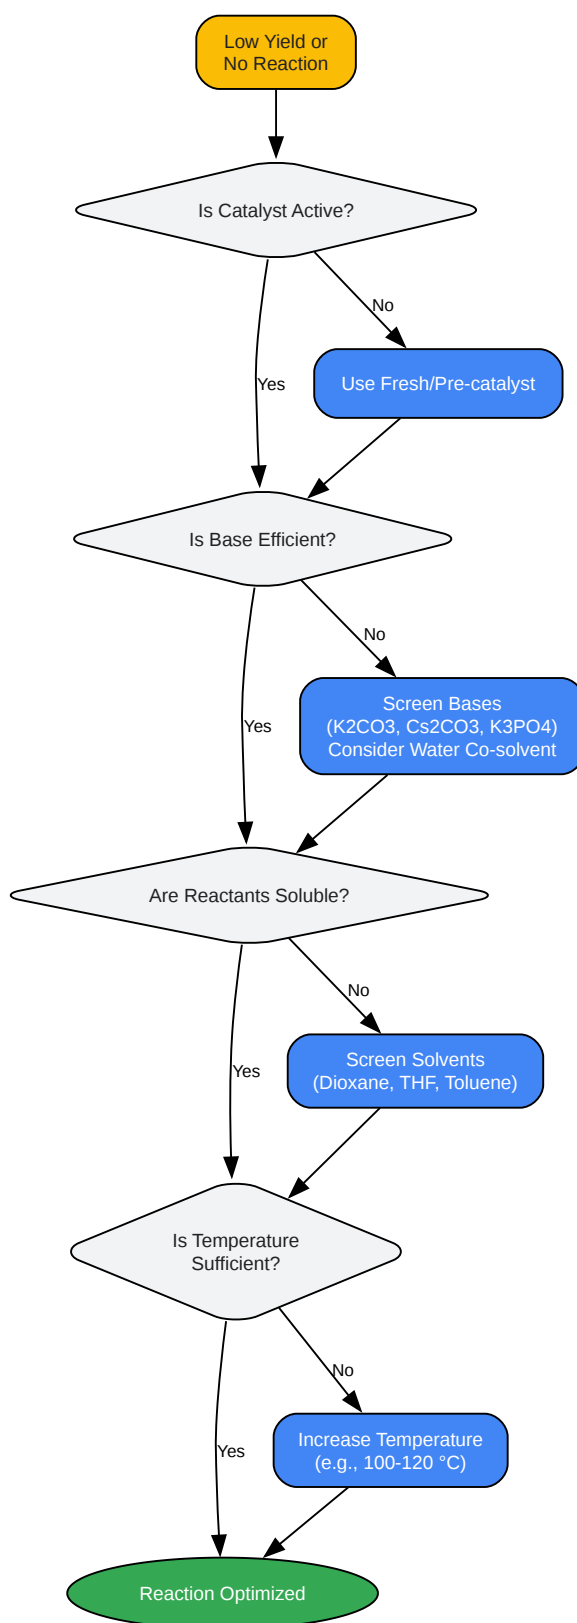 Low Yield or
No Reaction
Is Catalyst Active?
No
Yes
Use Fresh/Pre-catalyst
Is Base Efficient?
No
Screen Bases
(K2CO3, Cs2CO3, K3PO4)
Consider Water Co-solvent
Yes
Are Reactants Soluble?
No
Screen Solvents
(Dioxane, THF, Toluene)
Yes
Is Temperature
Sufficient?
No
Increase Temperature
(e.g., 100-120 °C)
Yes
Reaction Optimized